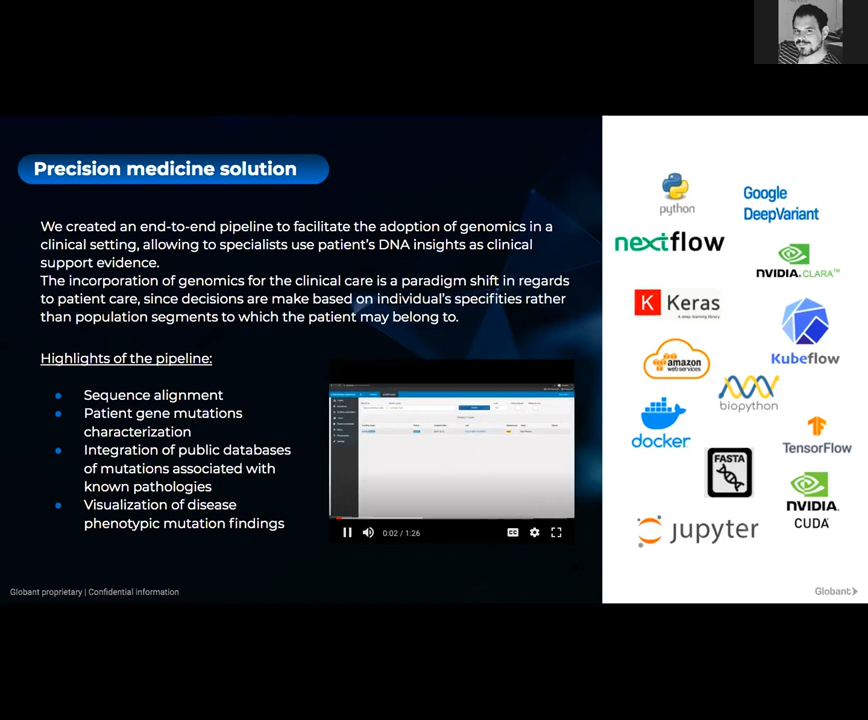 Precision medicine solution
We created an end-to-end pipeline to facilitate the adoption of genomics in a
clinical setting, allowing to specialists use patient's DNA insights as clinical
support evidence.
The incorporation of genomics for the clinical care is a paradigm shift in regards
to patient care, since decisions are make based on individual's specifities rather
than population segments to which the patient may belong to.
Highlights of the pipeline:
Sequence alignment
Patient gene mutations
characterization
Integration of public databases
of mutations associated with
known pathologies
Visualization of disease
phenotypic mutation findings
0:02 / 1:26
CC
Globant proprietary | Confidential information
python
Google
DeepVariant
nextflow
NVIDIA.CLARA™
K Keras
A deep learning library
Kubeflow
amazon
web services
biopython
docker
TensorFlow
FASTA
NVIDIA.
CUDA
jupyter
Globant